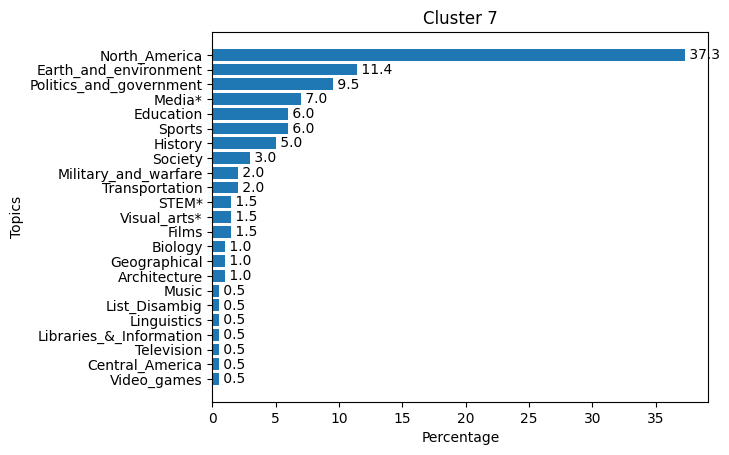 Cluster 7
North_America 37.3
Earth_and_environment 11.4
Politics_and_government 9.5
Media* 7.0
Education 6.0
Sports 6.0
History 5.0
Society 3.0
Military_and_warfare 2.0
Transportation 2.0
STEM* 1.5
Visual_arts* 1.5
Films 1.5
Biology 1.0
Geographical 1.0
Architecture 1.0
Music 0.5
List_Disambig 0.5
Linguistics 0.5
Libraries_&_Information 0.5
Television 0.5
Central_America 0.5
Video_games 0.5
Topics
0 5 10 15 20 25 30 35
Percentage